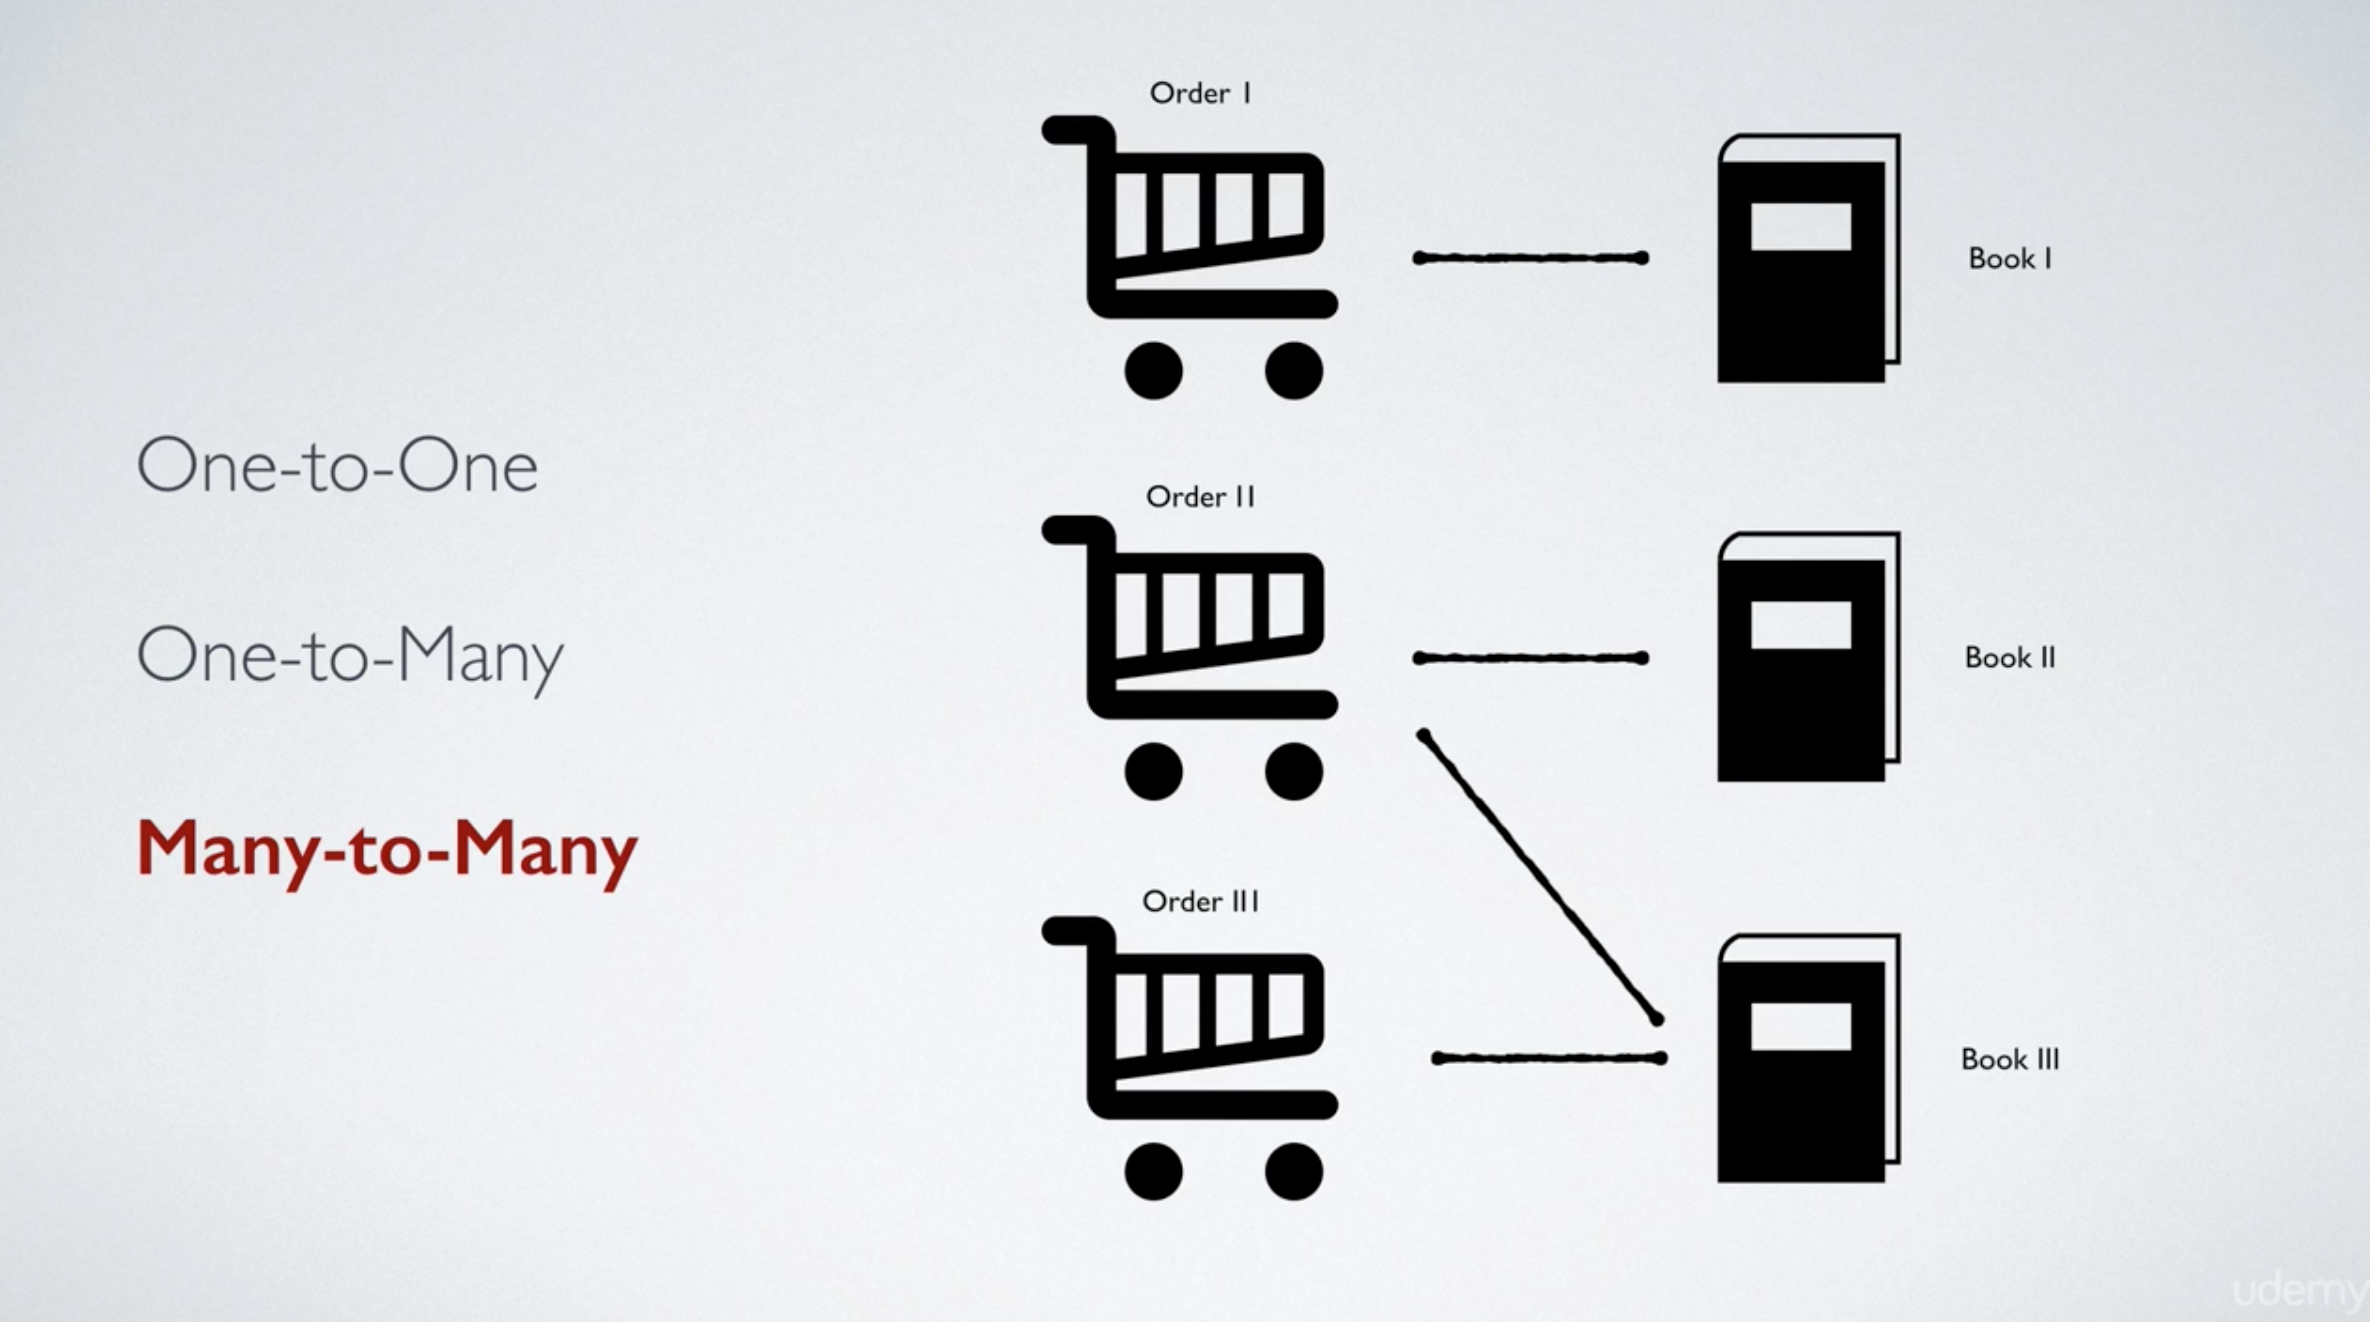 One-to-One
One-to-Many
Many-to-Many
Order I
Book I
Order II
Book II
Order III
Book III
udemy